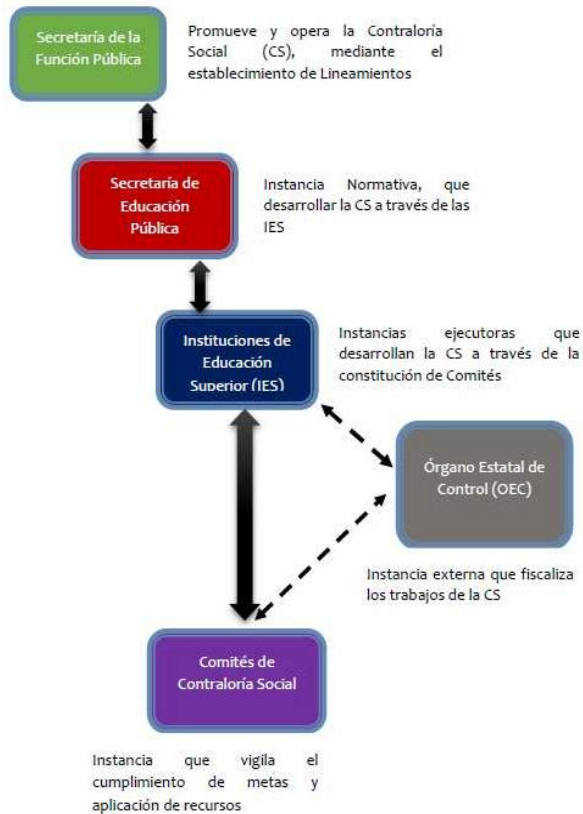 Secretaría de la
Función Pública
Promueve y opera la Contraloría
Social (CS), mediante el
establecimiento de Lineamientos
Secretaría de
Educación
Pública
Instancia Normativa, que
desarrollar la CS a través de las
IES
Instituciones de
Educación
Superior (IES)
Instancias ejecutoras que
desarrollan la CS a través de la
constitución de Comités
Órgano Estatal de
Control (OEC)
Instancia externa que fiscaliza
los trabajos de la CS
Comités de
Contraloría Social
Instancia que vigila el
cumplimiento de metas y
aplicación de recursos